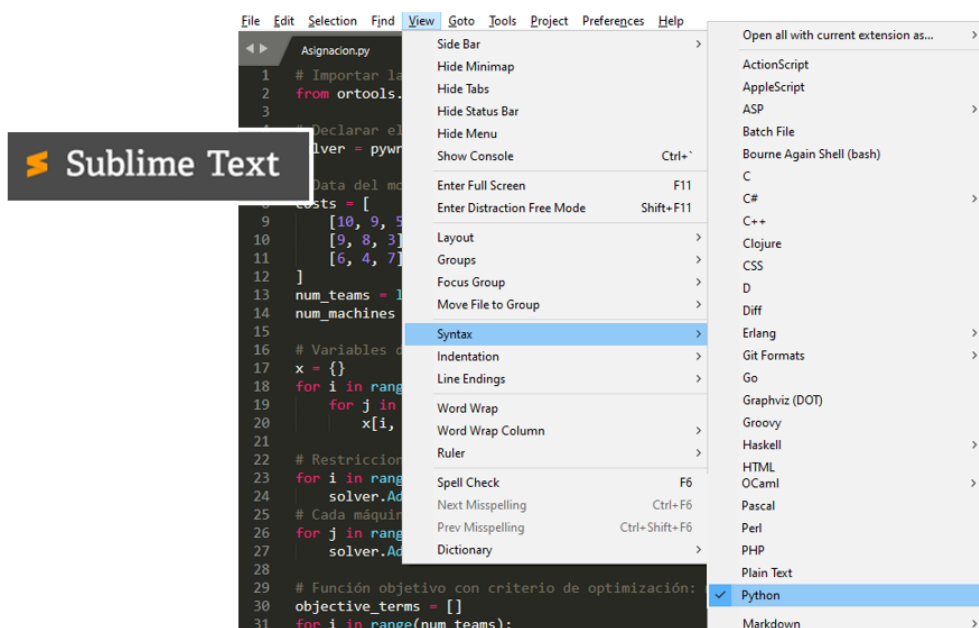 File Edit Selection Find View Goto Tools Project Preferences Help
Asignacion.py
Sublime Text
1 # Importar la
2 from ortools.
3
Declarar el
lver = pywr
Data del mo
costs = [
9 [10, 9, 5
10 [9, 8, 3]
11 [6, 4, 7]
12 ]
13 num_teams = l
14 num_machines
15
16 # Variables d
17 x = {}
18 for i in rang
19 for j in
20 x[i,
21
22 # Restriccion
23 for i in rang
24 solver.Ad
25 # Cada máquin
26 for j in rang
27 solver.Ad
28
29 # Función objetivo con criterio de optimización:
30 objective_terms = []
31 for i in range(num_teams):
Side Bar
Hide Minimap
Hide Tabs
Hide Status Bar
Hide Menu
Show Console Ctrl+`
Enter Full Screen F11
Enter Distraction Free Mode Shift+F11
Layout
Groups
Focus Group
Move File to Group
Syntax
Indentation
Line Endings
Word Wrap
Word Wrap Column
Ruler
Spell Check F6
Next Misspelling Ctrl+F6
Prev Misspelling Ctrl+Shift+F6
Dictionary
Open all with current extension as...
ActionScript
AppleScript
ASP
Batch File
Bourne Again Shell (bash)
C
C#
C++
Clojure
CSS
D
Diff
Erlang
Git Formats
Go
Graphviz (DOT)
Groovy
Haskell
HTML
OCaml
Pascal
Perl
PHP
Plain Text
Python
Markdown